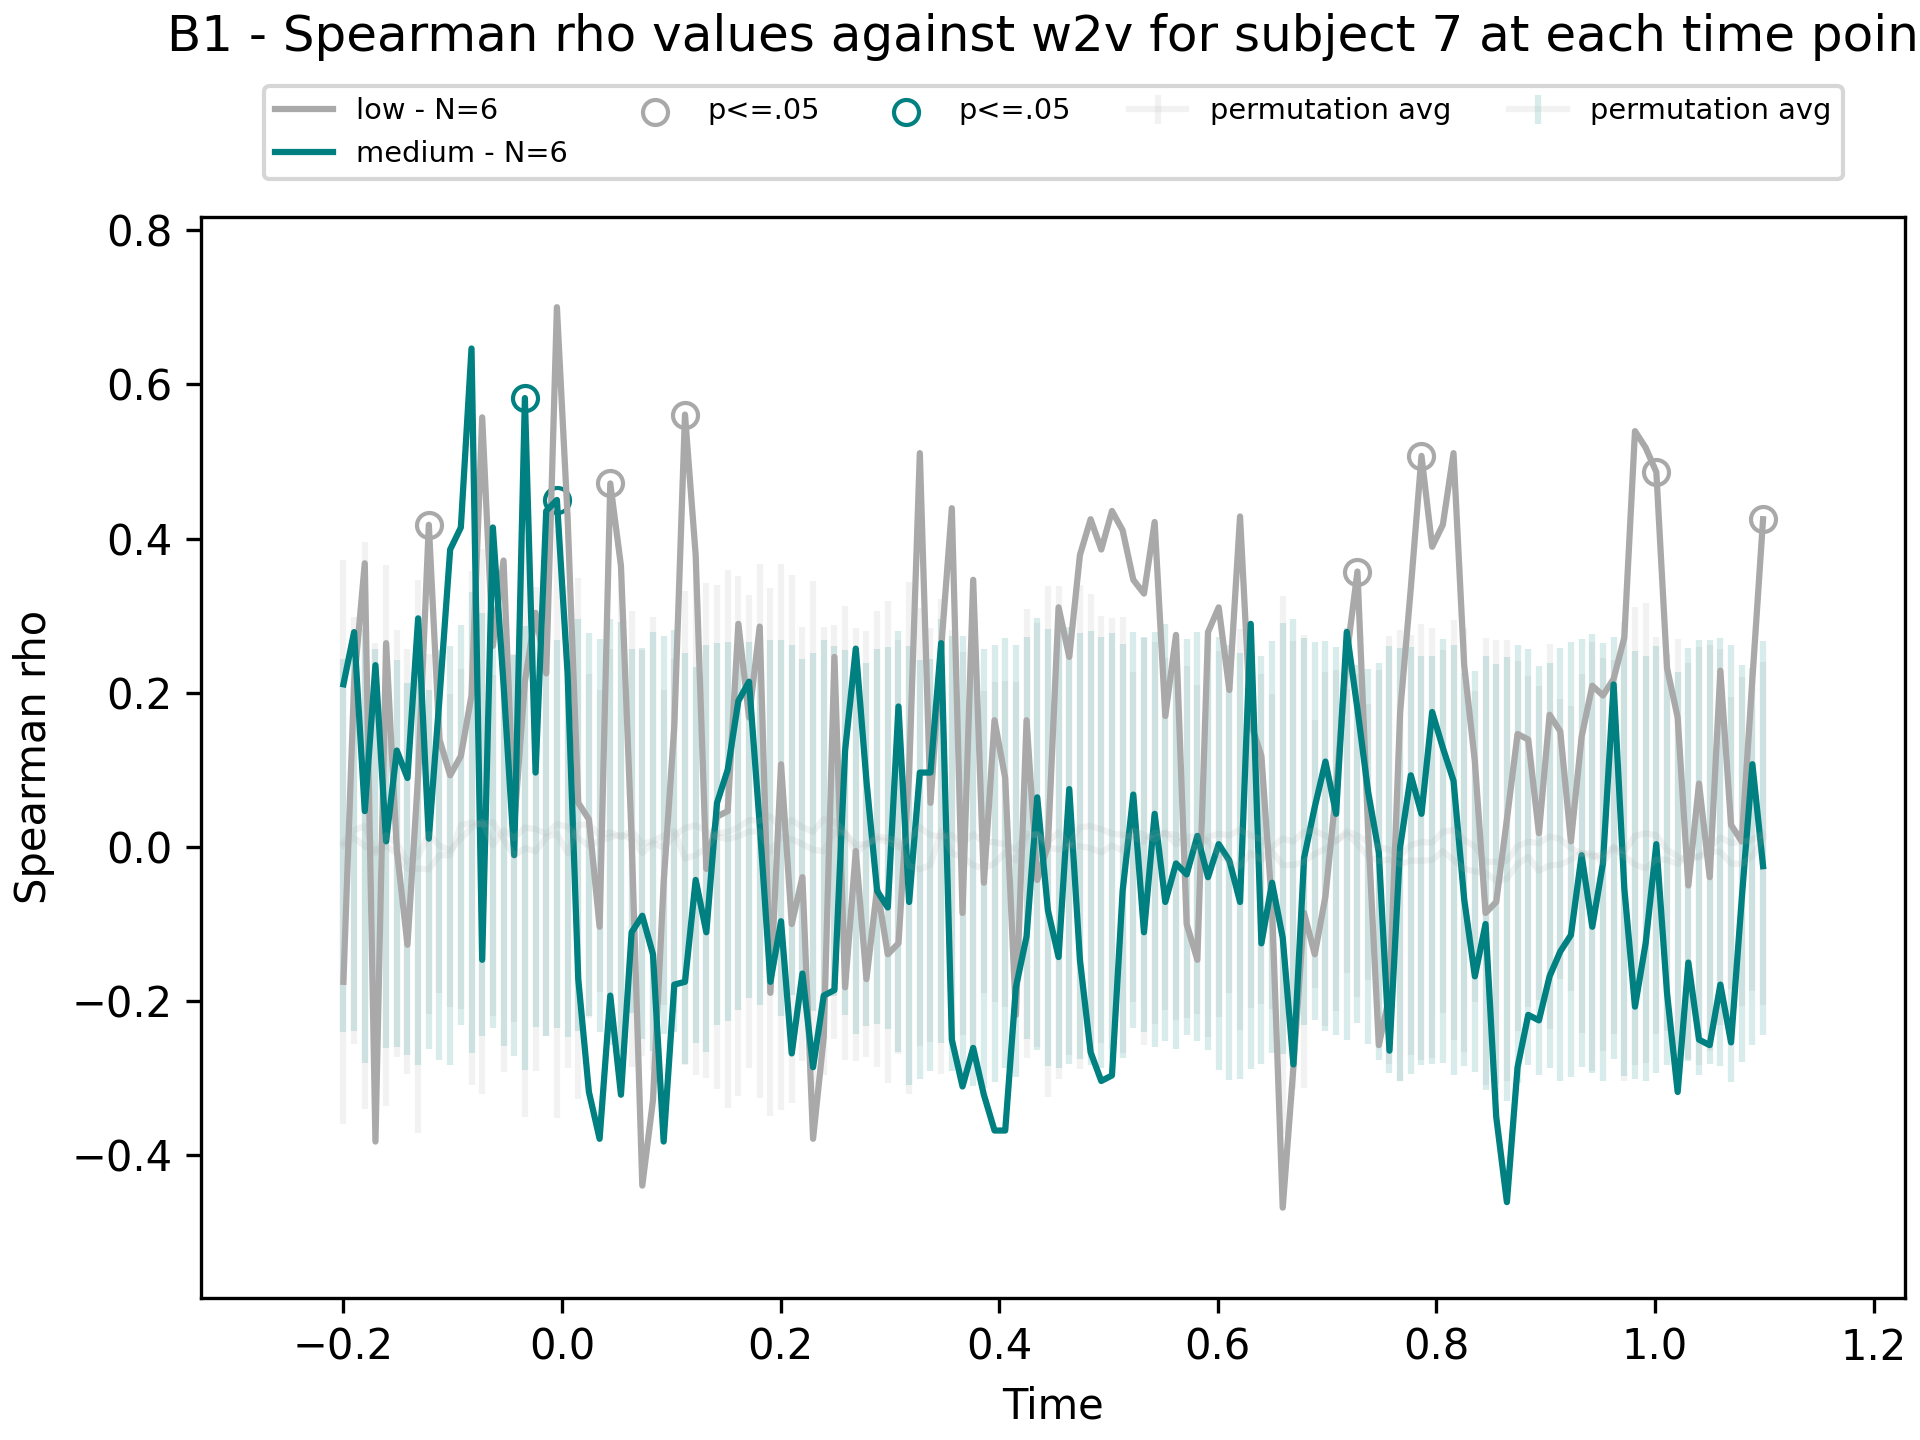 B1 - Spearman rho values against w2v for subject 7 at each time poin
low - N=6
medium - N=6
p<=.05
p<=.05
permutation avg
permutation avg
0.8
0.6
0.4
0.2
0.0
−0.2
−0.4
Spearman rho
−0.2 0.0 0.2 0.4 0.6 0.8 1.0 1.2
Time